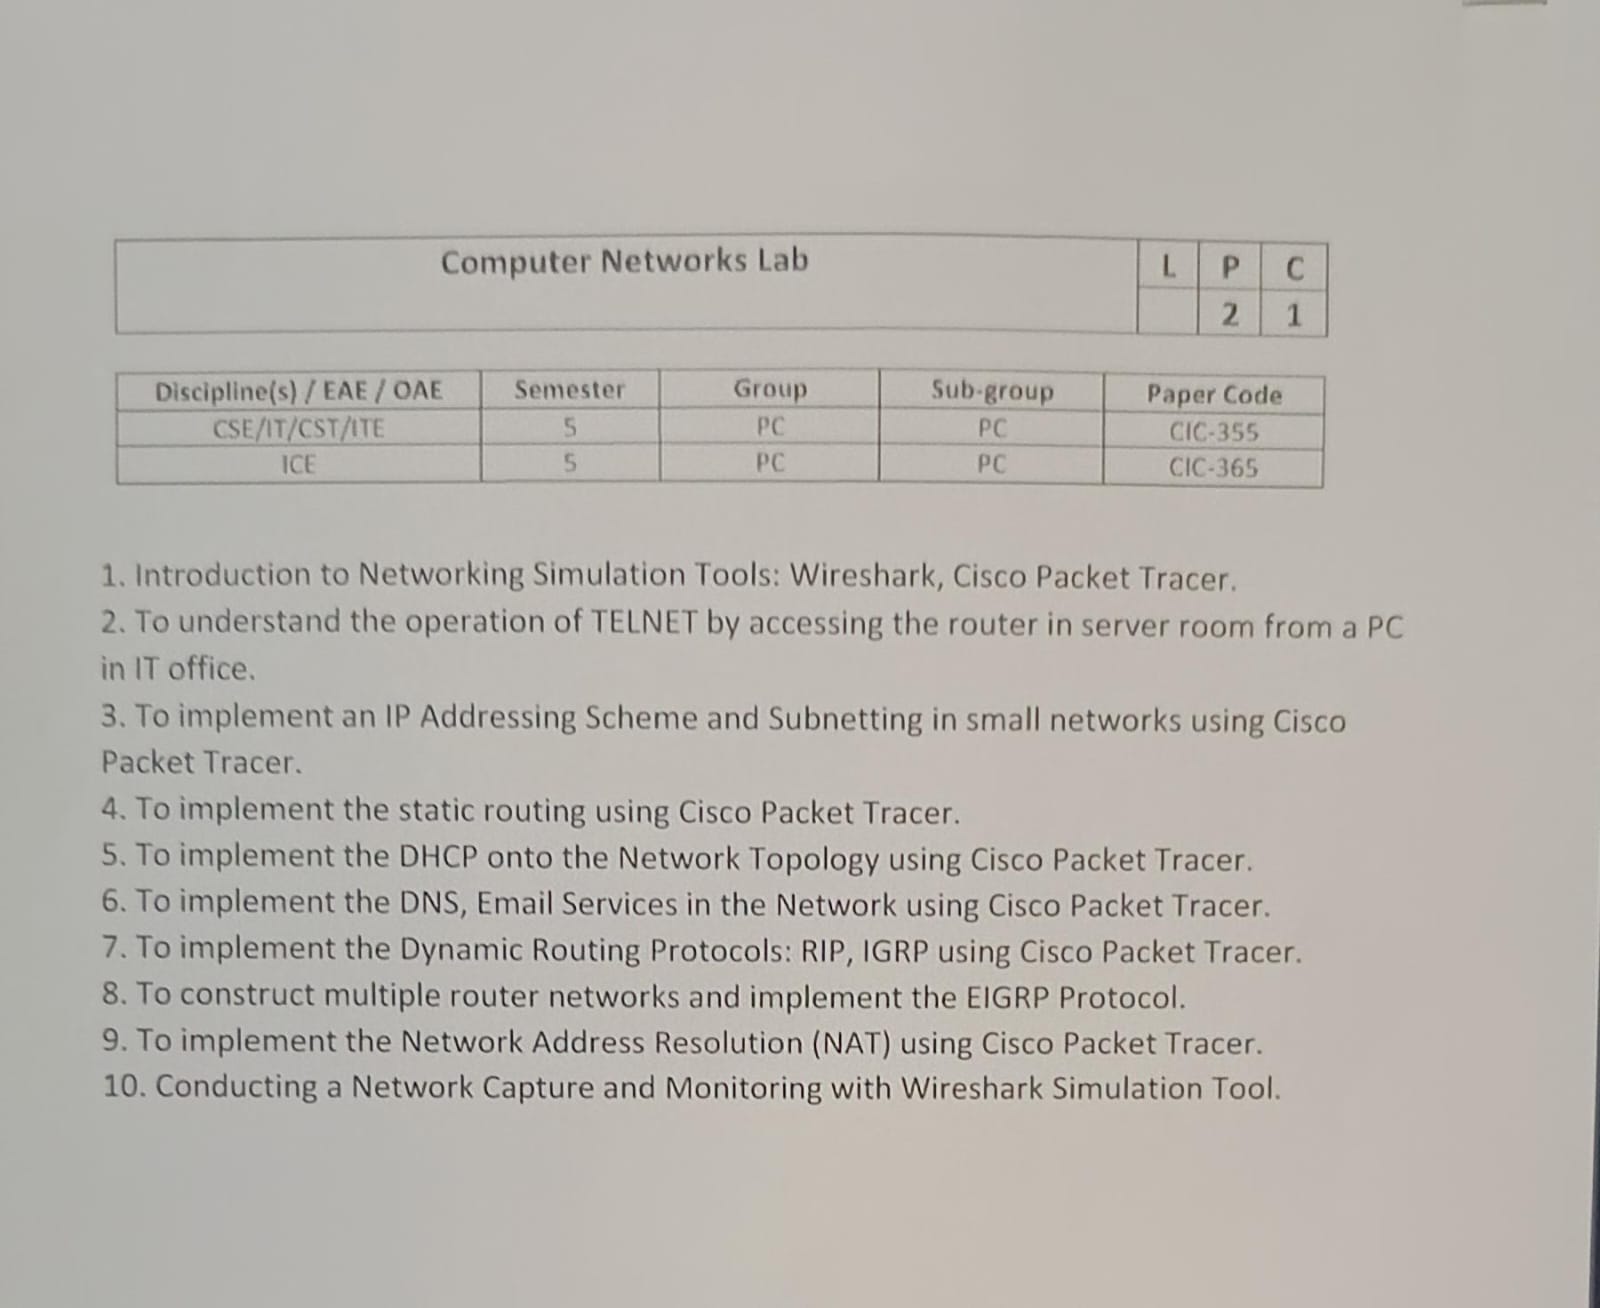 Computer Networks Lab L P C
2 1
Discipline(s) / EAE / OAE Semester Group Sub-group Paper Code
CSE/IT/CST/ITE 5 PC PC CIC-355
ICE 5 PC PC CIC-365
1. Introduction to Networking Simulation Tools: Wireshark, Cisco Packet Tracer.
2. To understand the operation of TELNET by accessing the router in server room from a PC
in IT office.
3. To implement an IP Addressing Scheme and Subnetting in small networks using Cisco
Packet Tracer.
4. To implement the static routing using Cisco Packet Tracer.
5. To implement the DHCP onto the Network Topology using Cisco Packet Tracer.
6. To implement the DNS, Email Services in the Network using Cisco Packet Tracer.
7. To implement the Dynamic Routing Protocols: RIP, IGRP using Cisco Packet Tracer.
8. To construct multiple router networks and implement the EIGRP Protocol.
9. To implement the Network Address Resolution (NAT) using Cisco Packet Tracer.
10. Conducting a Network Capture and Monitoring with Wireshark Simulation Tool.